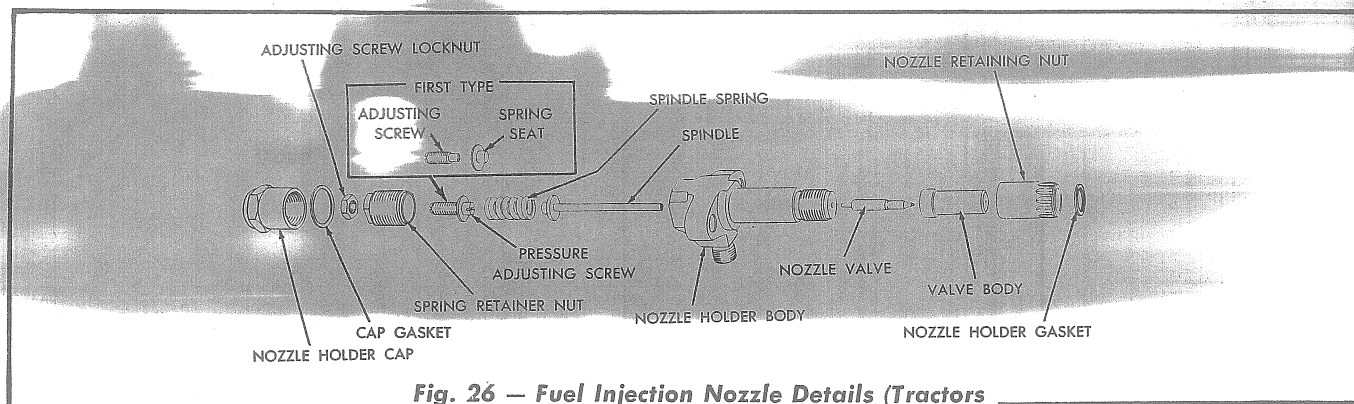 ADJUSTING SCREW LOCKNUT
FIRST TYPE
ADJUSTING
SCREW
SPRING
SEAT
SPINDLE SPRING
SPINDLE
NOZZLE RETAINING NUT
PRESSURE
ADJUSTING SCREW
SPRING RETAINER NUT
CAP GASKET
NOZZLE HOLDER CAP
NOZZLE HOLDER BODY
NOZZLE VALVE
VALVE BODY
NOZZLE HOLDER GASKET
Fig. 26 — Fuel Injection Nozzle Details (Tractors